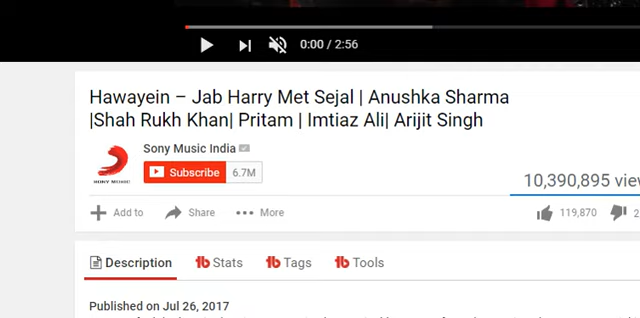 0:00 / 2:56
Hawayein – Jab Harry Met Sejal | Anushka Sharma
|Shah Rukh Khan| Pritam | Imtiaz Ali| Arijit Singh
Sony Music India
SONY MUSIC
Subscribe 6.7M
10,390,895
Add to Share More 119,870
Description Stats Tags Tools
Published on Jul 26, 2017